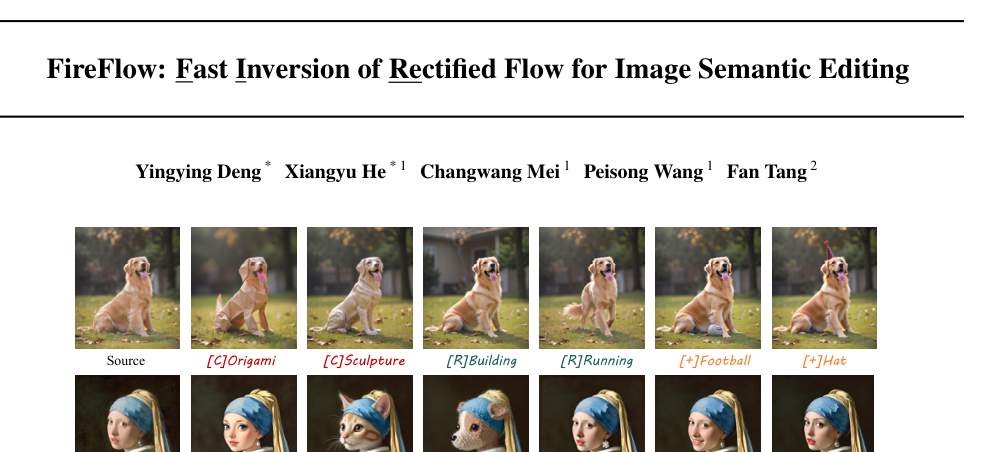 FireFlow: Fast Inversion of Rectified Flow for Image Semantic Editing
Yingying Deng * Xiangyu He * 1 Changwang Mei 1 Peisong Wang 1 Fan Tang 2
Source [C]Origami [C]Sculpture [R]Building [R]Running [+]Football [+]Hat